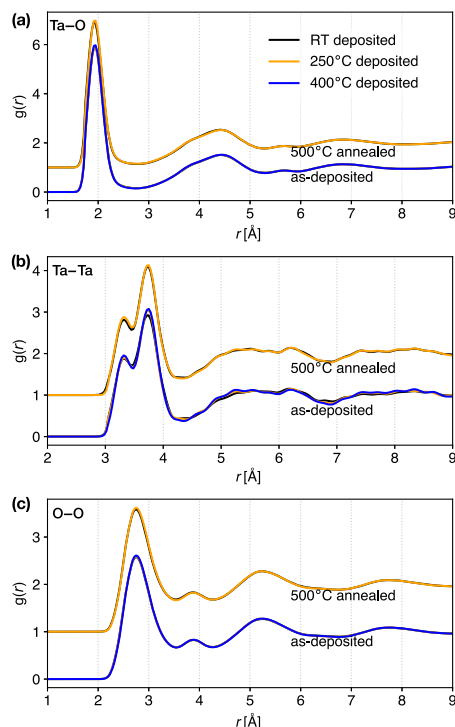 (a)
Ta–O
RT deposited
250°C deposited
400°C deposited
500°C annealed
as-deposited
g(r)
0
2
4
6
1 2 3 4 5 6 7 8 9
r [Å]
(b)
Ta–Ta
500°C annealed
as-deposited
g(r)
0
1
2
3
4
2 3 4 5 6 7 8 9
r [Å]
(c)
O–O
500°C annealed
as-deposited
g(r)
0
1
2
3
1 2 3 4 5 6 7 8 9
r [Å]